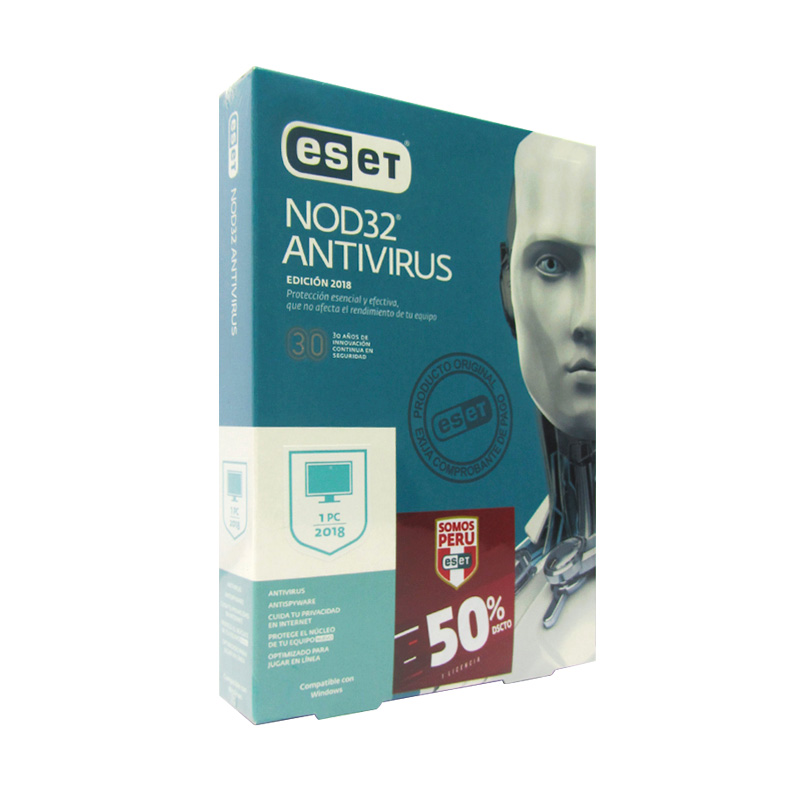 eset®
NOD32®
ANTIVIRUS
EDICIÓN 2018
Protección esencial y efectiva,
que no afecta el rendimiento de tu equipo
30
30 AÑOS DE
INNOVACIÓN
CONTINUA EN
SEGURIDAD
PRODUCTO ORIGINAL
eset
EXIJA COMPROBANTE DE PAGO
1 PC
2018
SOMOS
PERU
eset
50% DSCTO
1 LICENCIA
ANTIVIRUS
ANTISPYWARE
CUIDA TU PRIVACIDAD
EN INTERNET
PROTEGE EL NÚCLEO
DE TU EQUIPO
OPTIMIZADO PARA
JUGAR EN LÍNEA
Compatible con
Windows
eset
NOD32 ANTIVIRUS
1 PC
2018